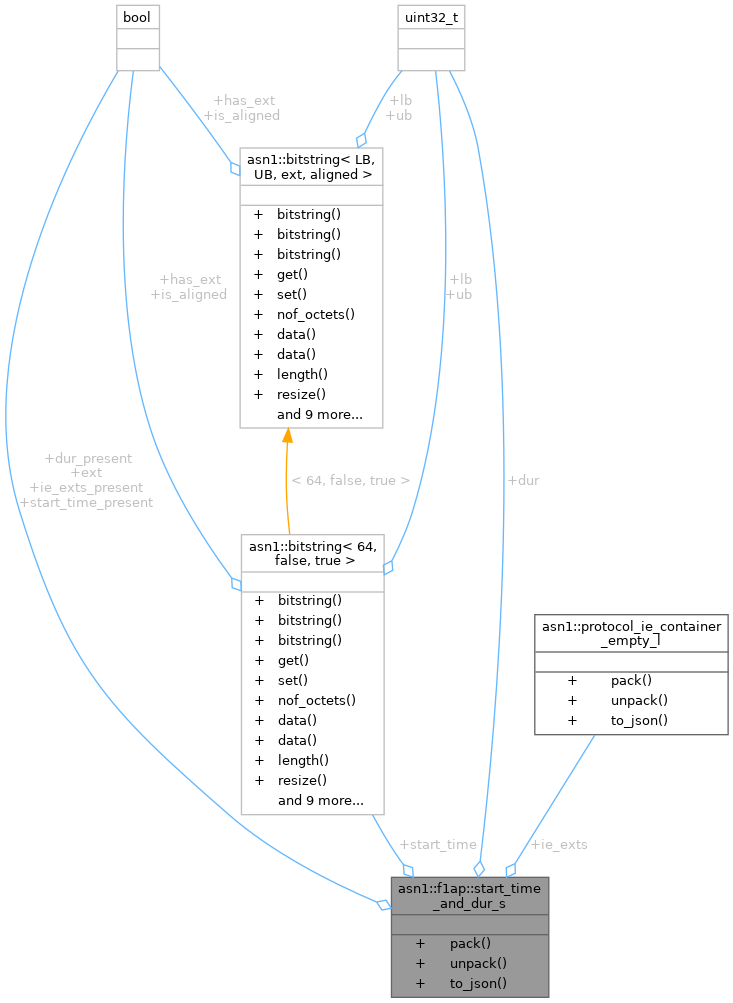 bool
uint32_t
+has_ext
+is_aligned
+lb
+ub
asn1::bitstring< LB,
UB, ext, aligned >
+ bitstring()
+ bitstring()
+ bitstring()
+ get()
+ set()
+ nof_octets()
+ data()
+ data()
+ length()
+ resize()
and 9 more...
+has_ext
+is_aligned
+lb
+ub
+dur_present
+ext
+ie_exts_present
+start_time_present
< 64, false, true >
+dur
asn1::bitstring< 64,
false, true >
+ bitstring()
+ bitstring()
+ bitstring()
+ get()
+ set()
+ nof_octets()
+ data()
+ data()
+ length()
+ resize()
and 9 more...
asn1::protocol_ie_container
_empty_l
+ pack()
+ unpack()
+ to_json()
+start_time
+ie_exts
asn1::f1ap::start_time
_and_dur_s
+ pack()
+ unpack()
+ to_json()